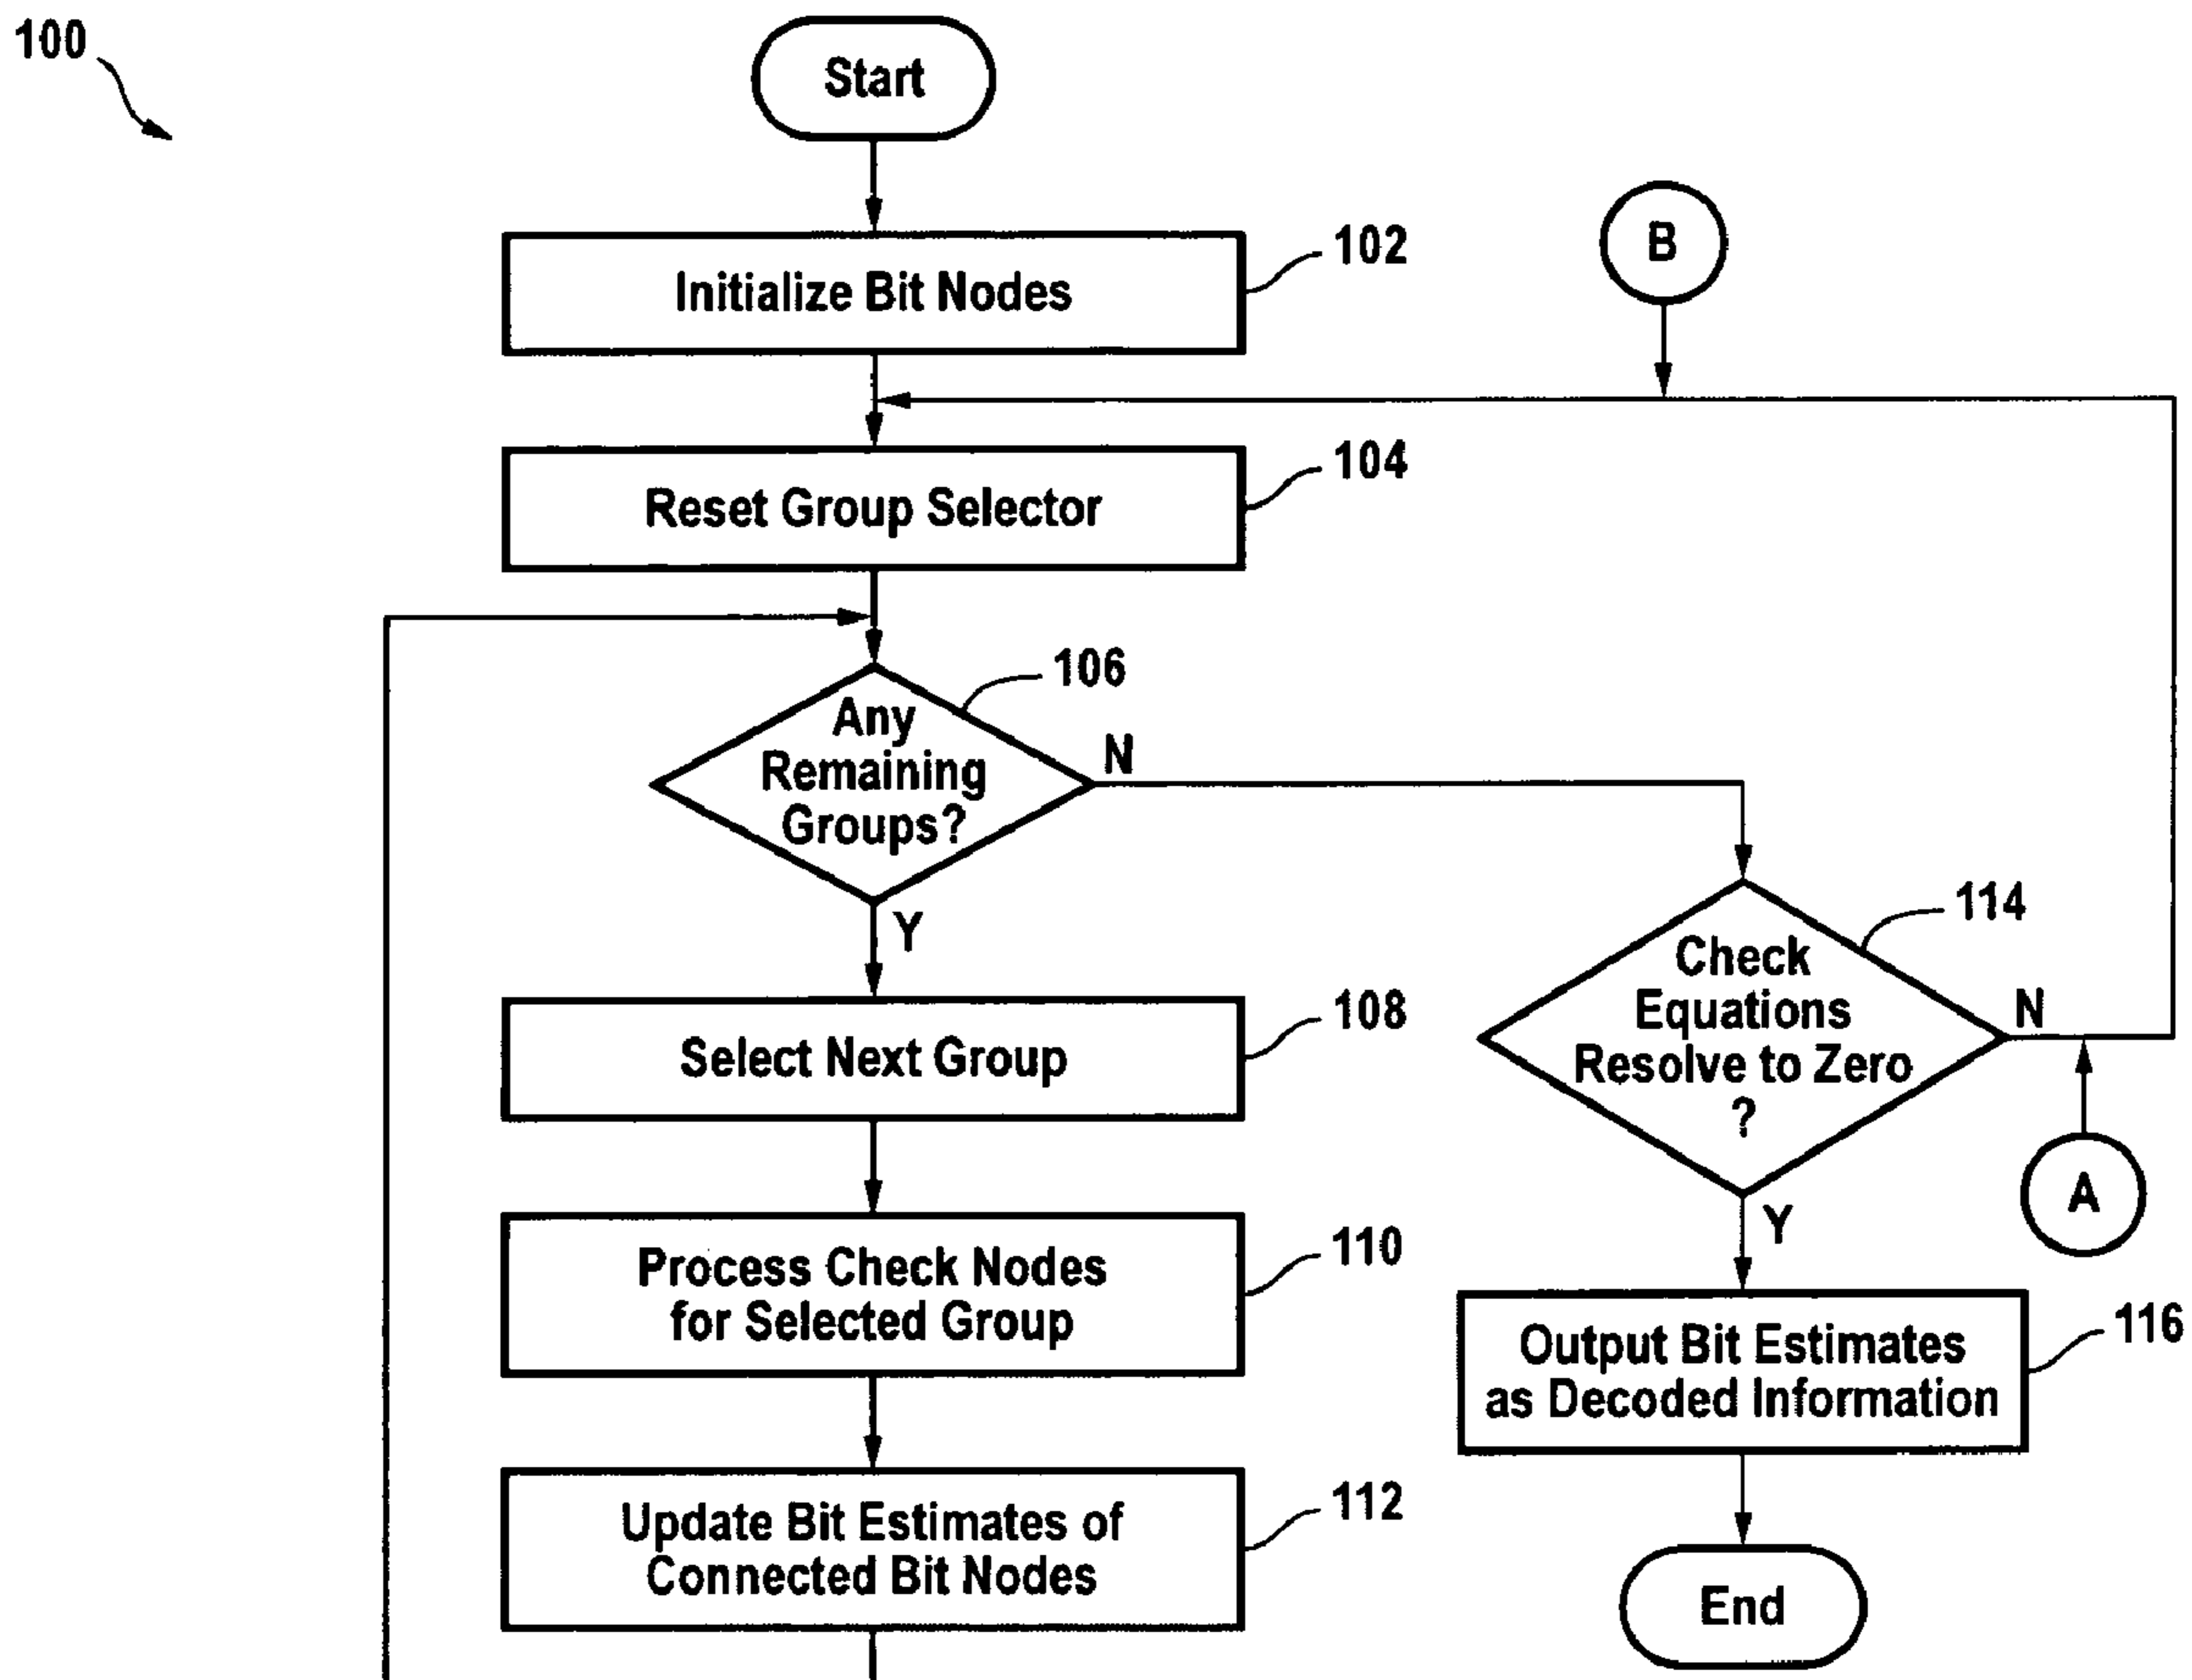 100
Start
Initialize Bit Nodes
102
B
Reset Group Selector
104
Any
Remaining
Groups?
106
N
Y
Select Next Group
108
Process Check Nodes
for Selected Group
110
Update Bit Estimates of
Connected Bit Nodes
112
Check
Equations
Resolve to Zero
?
114
N
A
Y
Output Bit Estimates
as Decoded Information
116
End